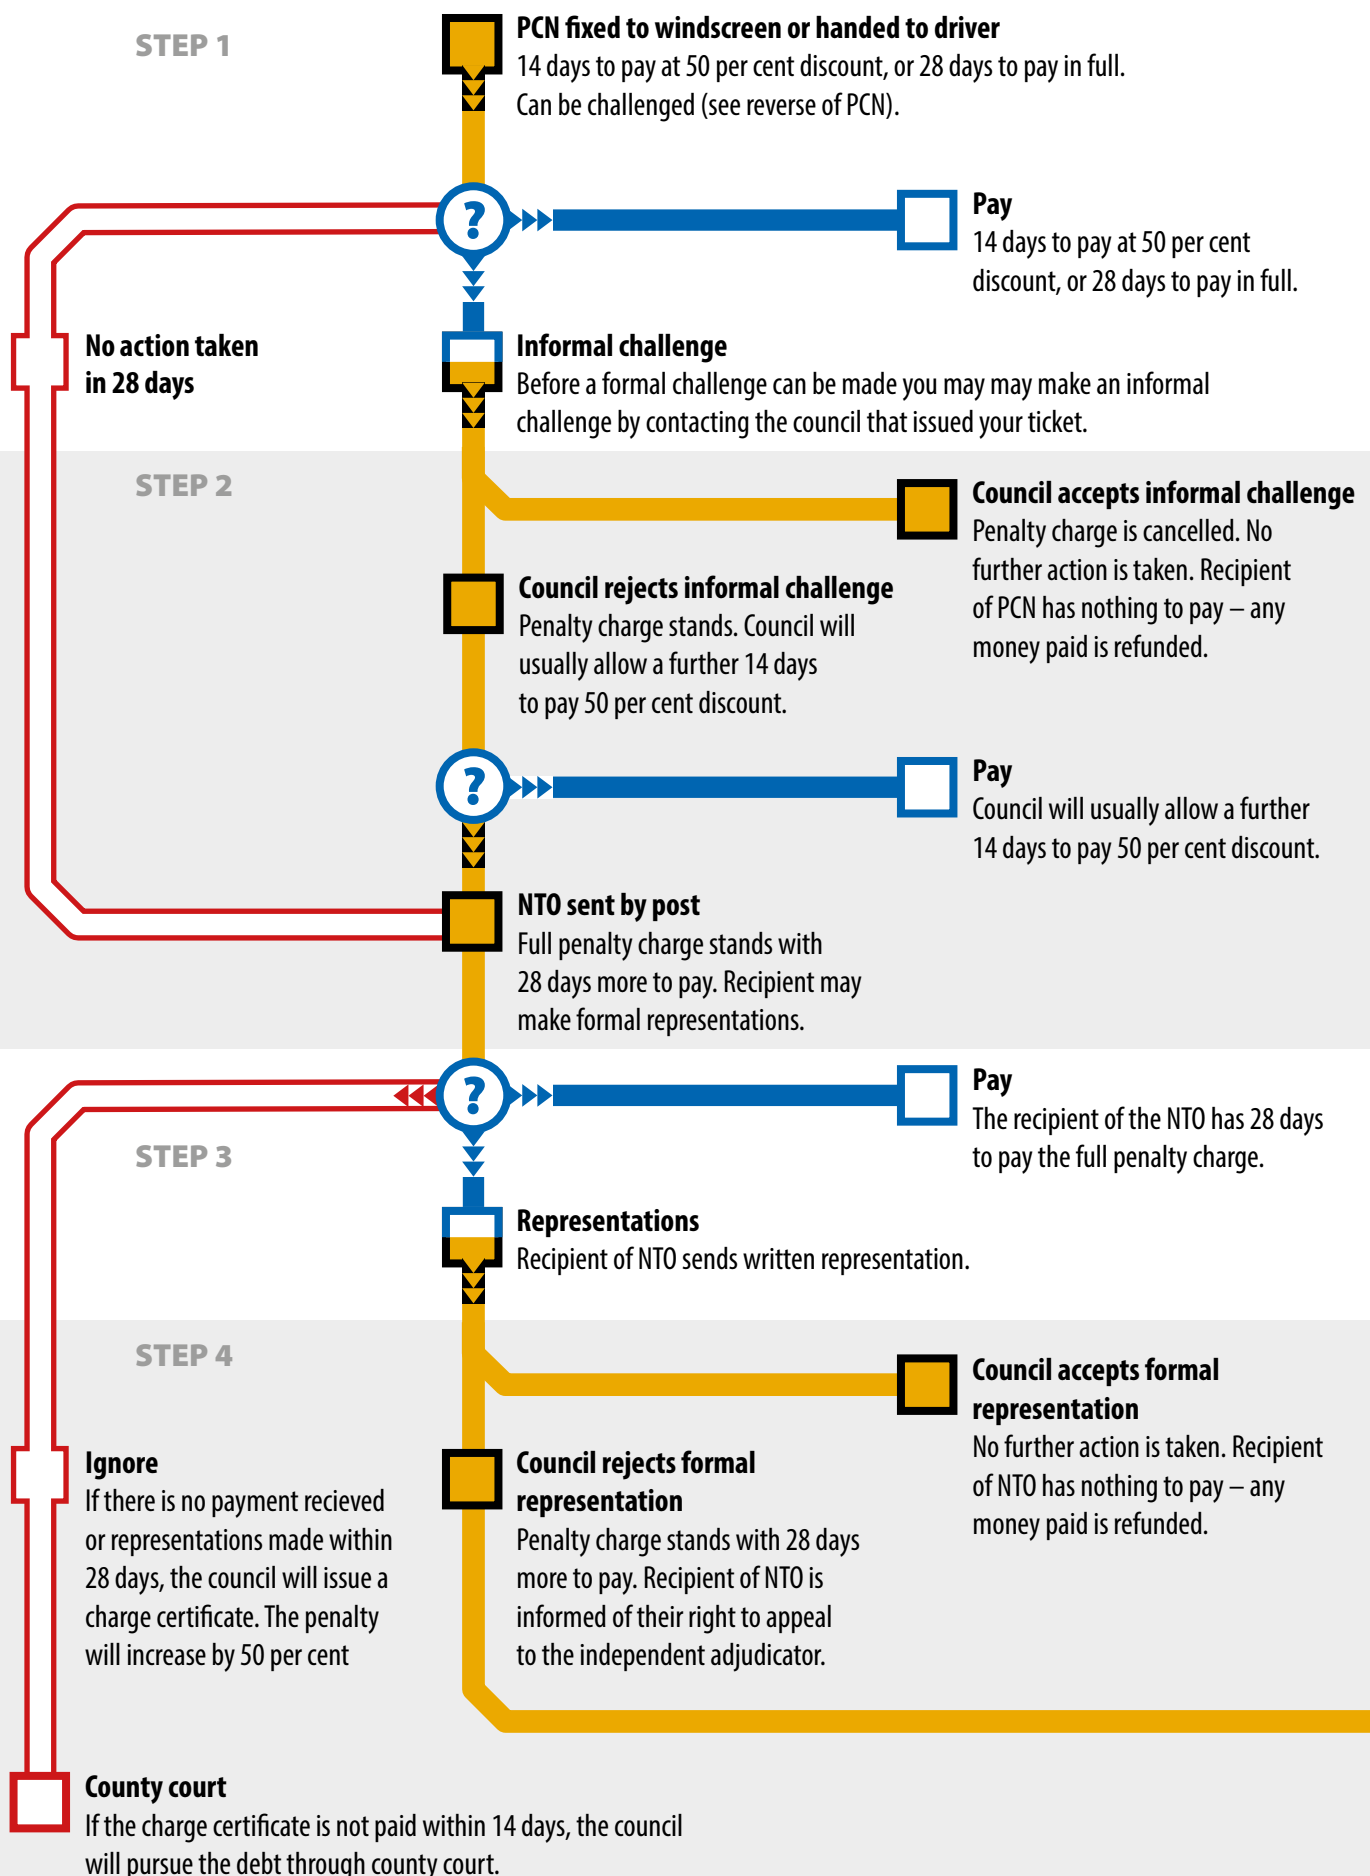 STEP 1
PCN fixed to windscreen or handed to driver
14 days to pay at 50 per cent discount, or 28 days to pay in full.
Can be challenged (see reverse of PCN).
?
Pay
14 days to pay at 50 per cent
discount, or 28 days to pay in full.
No action taken
in 28 days
Informal challenge
Before a formal challenge can be made you may may make an informal
challenge by contacting the council that issued your ticket.
STEP 2
Council accepts informal challenge
Penalty charge is cancelled. No
further action is taken. Recipient
of PCN has nothing to pay – any
money paid is refunded.
Council rejects informal challenge
Penalty charge stands. Council will
usually allow a further 14 days
to pay 50 per cent discount.
?
Pay
Council will usually allow a further
14 days to pay 50 per cent discount.
NTO sent by post
Full penalty charge stands with
28 days more to pay. Recipient may
make formal representations.
?
Pay
The recipient of the NTO has 28 days
to pay the full penalty charge.
STEP 3
Representations
Recipient of NTO sends written representation.
STEP 4
Council accepts formal
representation
No further action is taken. Recipient
of NTO has nothing to pay – any
money paid is refunded.
Ignore
If there is no payment recieved
or representations made within
28 days, the council will issue a
charge certificate. The penalty
will increase by 50 per cent
Council rejects formal
representation
Penalty charge stands with 28 days
more to pay. Recipient of NTO is
informed of their right to appeal
to the independent adjudicator.
County court
If the charge certificate is not paid within 14 days, the council
will pursue the debt through county court.